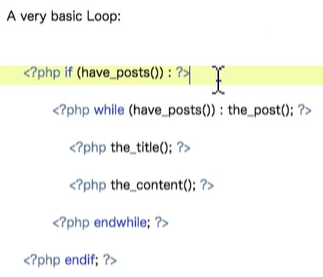 A very basic Loop:
<?php if (have_posts()) : ?>
<?php while (have_posts()) : the_post(); ?>
<?php the_title(); ?>
<?php the_content(); ?>
<?php endwhile; ?>
<?php endif; ?>